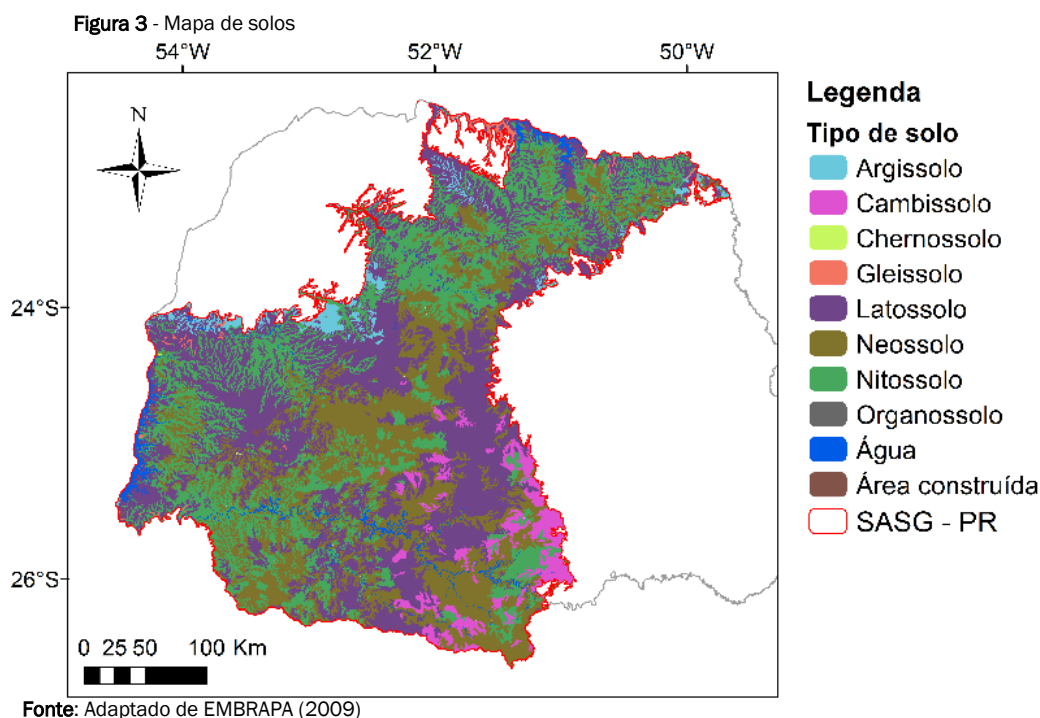 Figura 3 - Mapa de solos
54°W 52°W 50°W
N
24°S
26°S
0 25 50 100 Km
Legenda
Tipo de solo
Argissolo
Cambissolo
Chernossolo
Gleissolo
Latossolo
Neossolo
Nitossolo
Organossolo
Água
Área construída
SASG - PR
Fonte: Adaptado de EMBRAPA (2009)